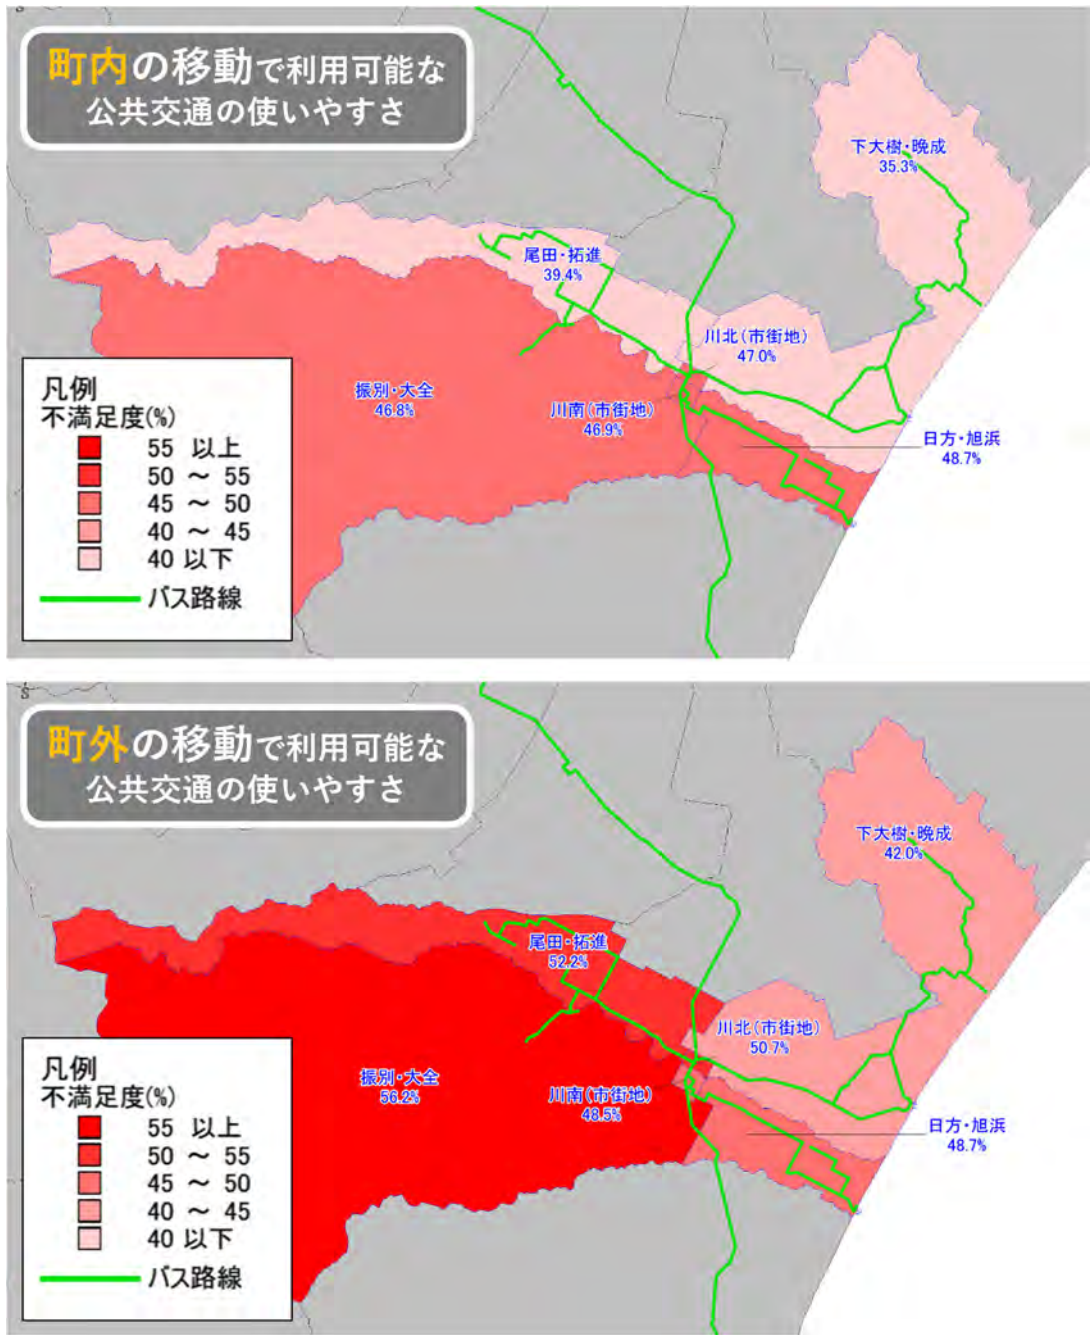 町内の移動で利用可能な
公共交通の使いやすさ
下大樹・晩成
35.3%
尾田・拓進
39.4%
川北(市街地)
47.0%
振別・大全
46.8%
川南(市街地)
46.9%
日方・旭浜
48.7%
凡例
不満足度(%)
55 以上
50 ～ 55
45 ～ 50
40 ～ 45
40 以下
バス路線
町外の移動で利用可能な
公共交通の使いやすさ
下大樹・晩成
42.0%
尾田・拓進
52.2%
川北(市街地)
50.7%
振別・大全
56.2%
川南(市街地)
48.5%
日方・旭浜
48.7%
凡例
不満足度(%)
55 以上
50 ～ 55
45 ～ 50
40 ～ 45
40 以下
バス路線